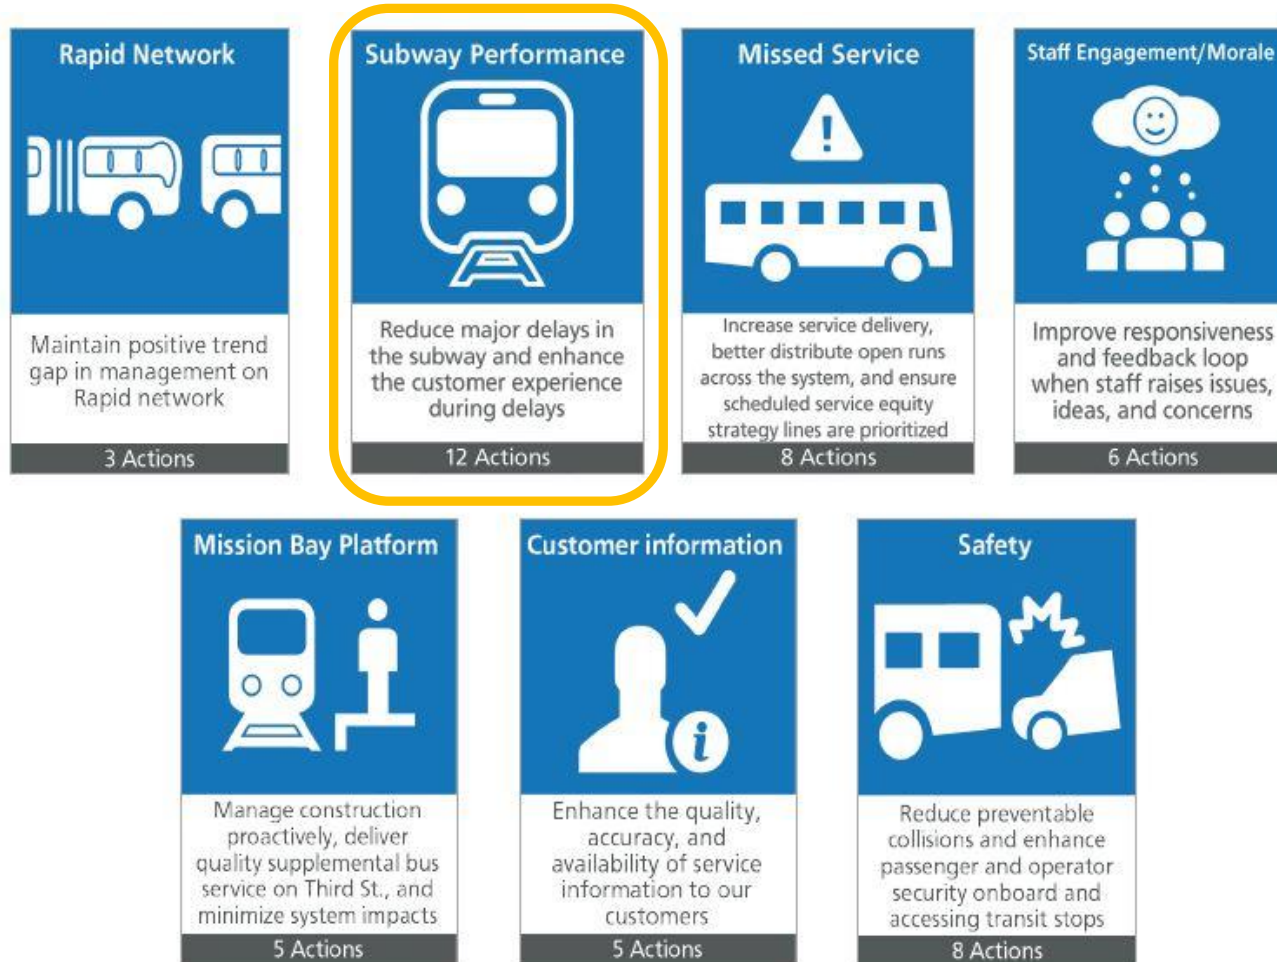 Rapid Network
Maintain positive trend
gap in management on
Rapid network
3 Actions
Subway Performance
Reduce major delays in
the subway and enhance
the customer experience
during delays
12 Actions
Missed Service
!
Increase service delivery,
better distribute open runs
across the system, and ensure
scheduled service equity
strategy lines are prioritized
8 Actions
Staff Engagement/Morale
Improve responsiveness
and feedback loop
when staff raises issues,
ideas, and concerns
6 Actions
Mission Bay Platform
Manage construction
proactively, deliver
quality supplemental bus
service on Third St., and
minimize system impacts
5 Actions
Customer information
i
Enhance the quality,
accuracy, and
availability of service
information to our
customers
5 Actions
Safety
Reduce preventable
collisions and enhance
passenger and operator
security onboard and
accessing transit stops
8 Actions